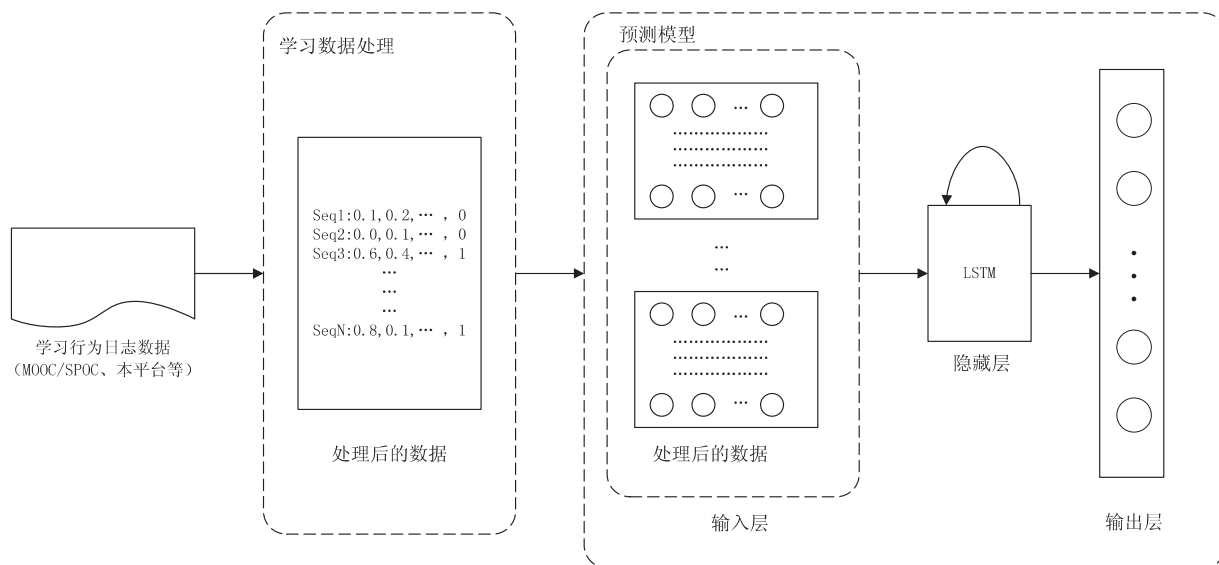 学习行为日志数据
（MOOC/SPOC、本平台等）
学习数据处理
Seq1:0.1,0.2,… , 0
Seq2:0.0,0.1,… , 0
Seq3:0.6,0.4,… , 1
…
…
…
SeqN:0.8,0.1,… , 1
处理后的数据
预测模型
…
………………
………………
………………
…
…
…
…
………………
………………
………………
…
处理后的数据
输入层
LSTM
隐藏层
输出层